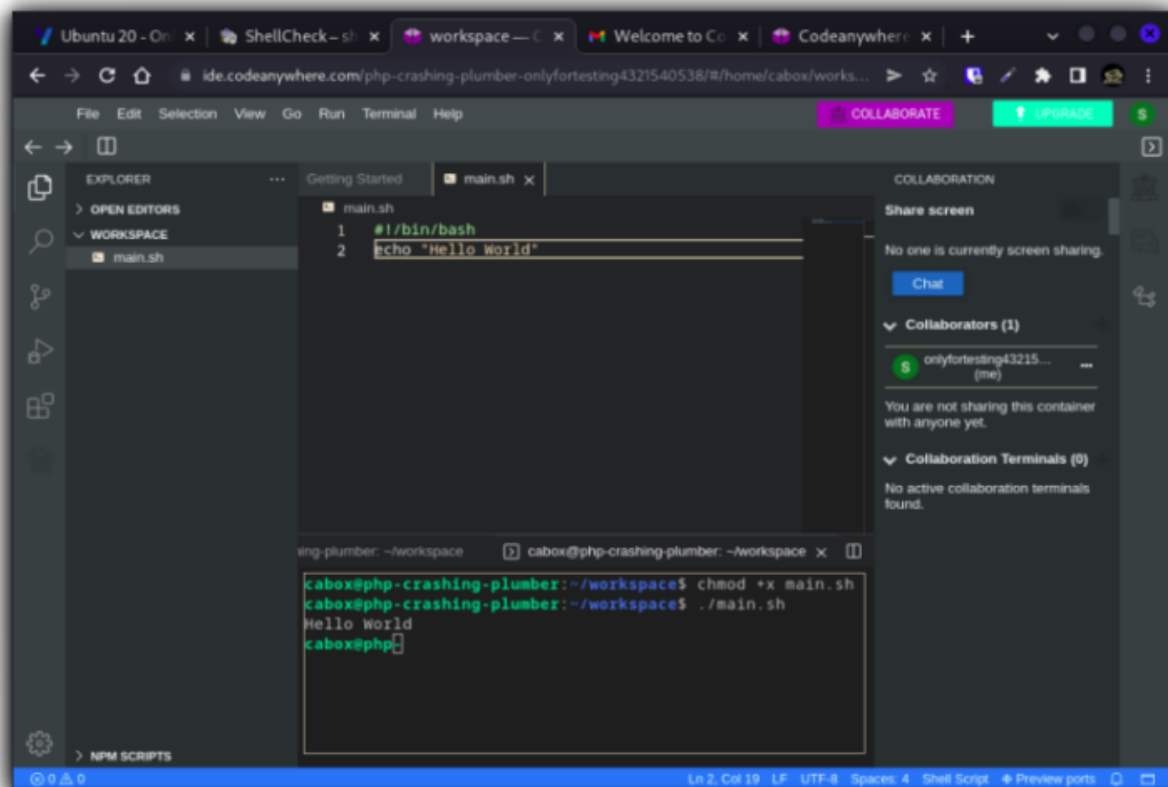 Ubuntu 20 - Onl
ShellCheck – sh
workspace — C
Welcome to Co
Codeanywhere
ide.codeanywhere.com/php-crashing-plumber-onlyfortesting4321540538/#/home/cabox/works...
File Edit Selection View Go Run Terminal Help
COLLABORATE
UPGRADE
S
EXPLORER
OPEN EDITORS
WORKSPACE
main.sh
NPM SCRIPTS
Getting Started
main.sh
main.sh
1 #!/bin/bash
2 echo "Hello World"
ing-plumber: ~/workspace
cabox@php-crashing-plumber: ~/workspace
cabox@php-crashing-plumber:~/workspace$ chmod +x main.sh
cabox@php-crashing-plumber:~/workspace$ ./main.sh
Hello World
cabox@php-
COLLABORATION
Share screen
No one is currently screen sharing.
Chat
Collaborators (1)
S
onlyfortesting43215...
(me)
You are not sharing this container
with anyone yet.
Collaboration Terminals (0)
No active collaboration terminals
found.
0 0
Ln 2, Col 19 LF UTF-8 Spaces: 4 Shell Script Preview ports